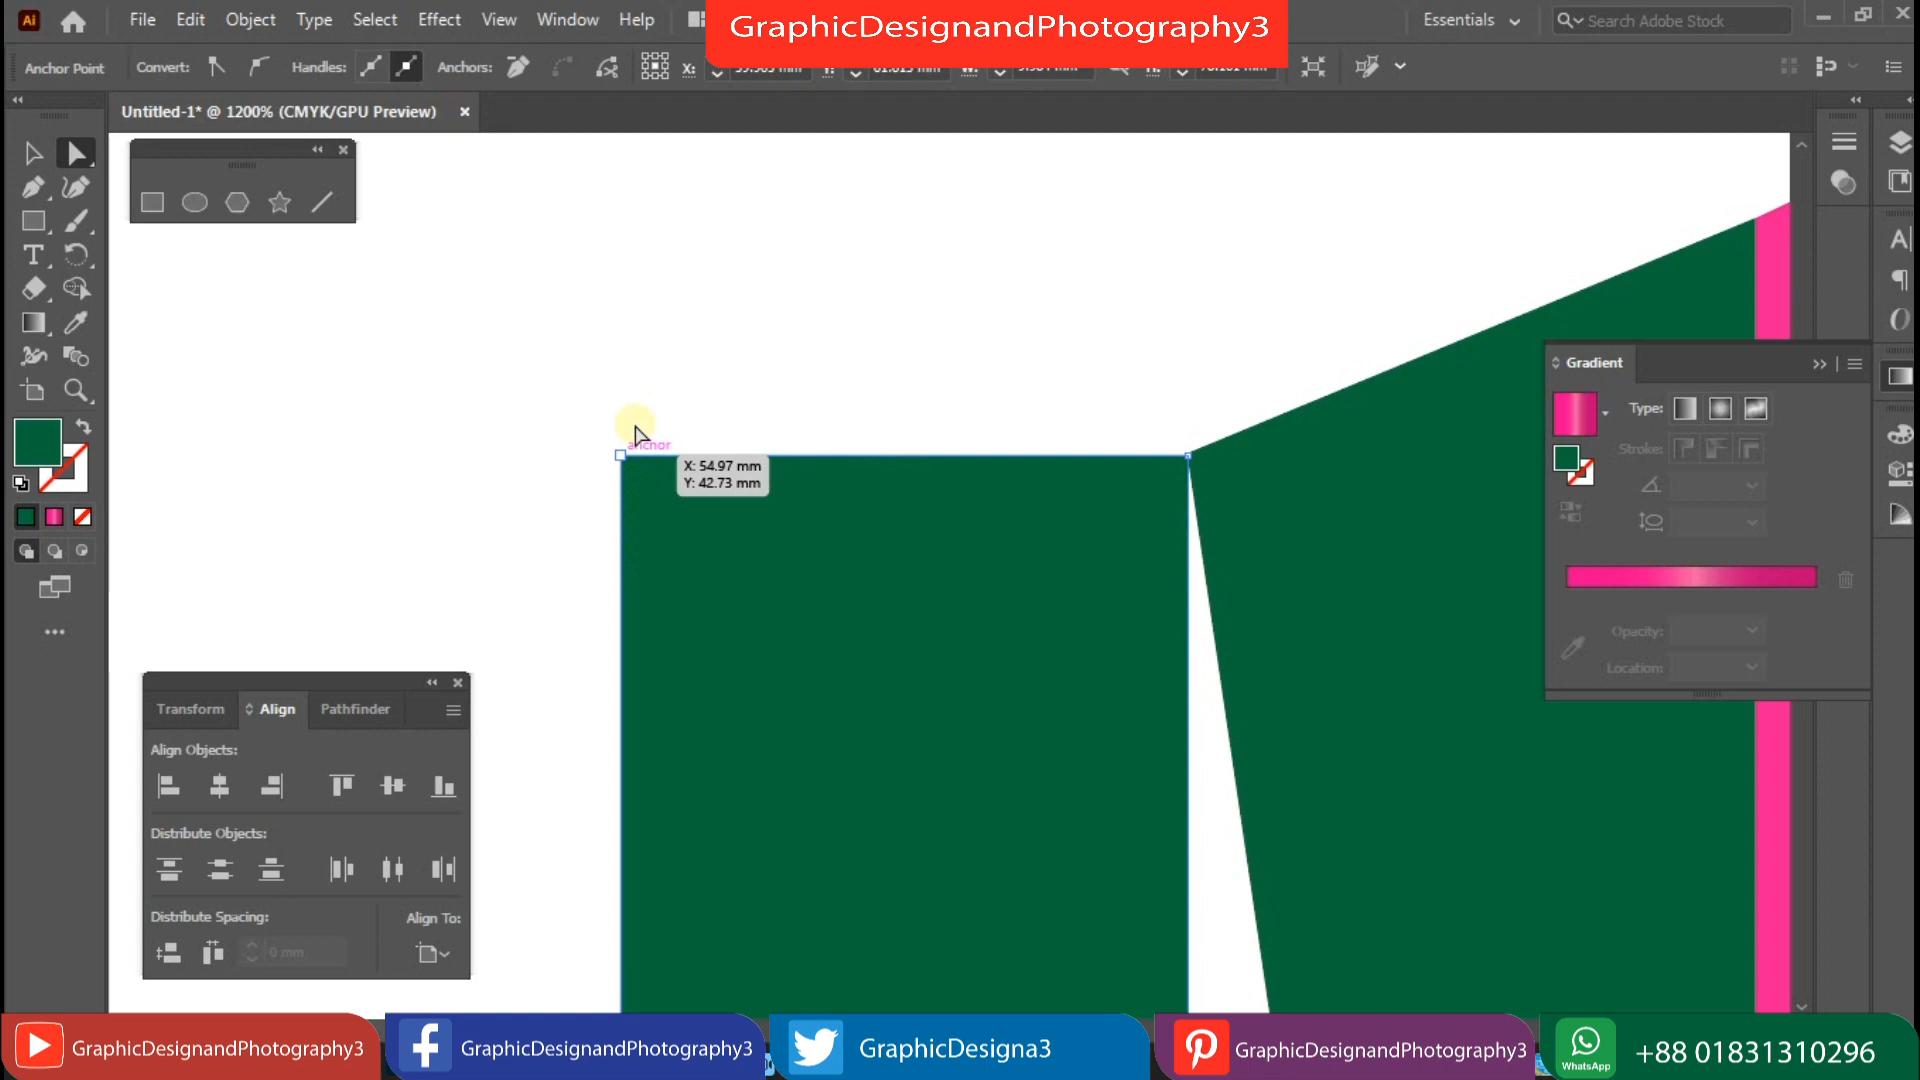 Ai File Edit Object Type Select Effect View Window Help
GraphicDesignandPhotography3
Essentials
Search Adobe Stock
Anchor Point Convert: Handles: Anchors: X:
Untitled-1* @ 1200% (CMYK/GPU Preview)
anchor
X: 54.97 mm
Y: 42.73 mm
Gradient
Type:
Stroke:
Opacity:
Location:
Transform Align Pathfinder
Align Objects:
Distribute Objects:
Distribute Spacing: Align To:
0 mm
GraphicDesignandPhotography3
GraphicDesignandPhotography3
GraphicDesigna3
GraphicDesignandPhotography3
WhatsApp
+88 01831310296